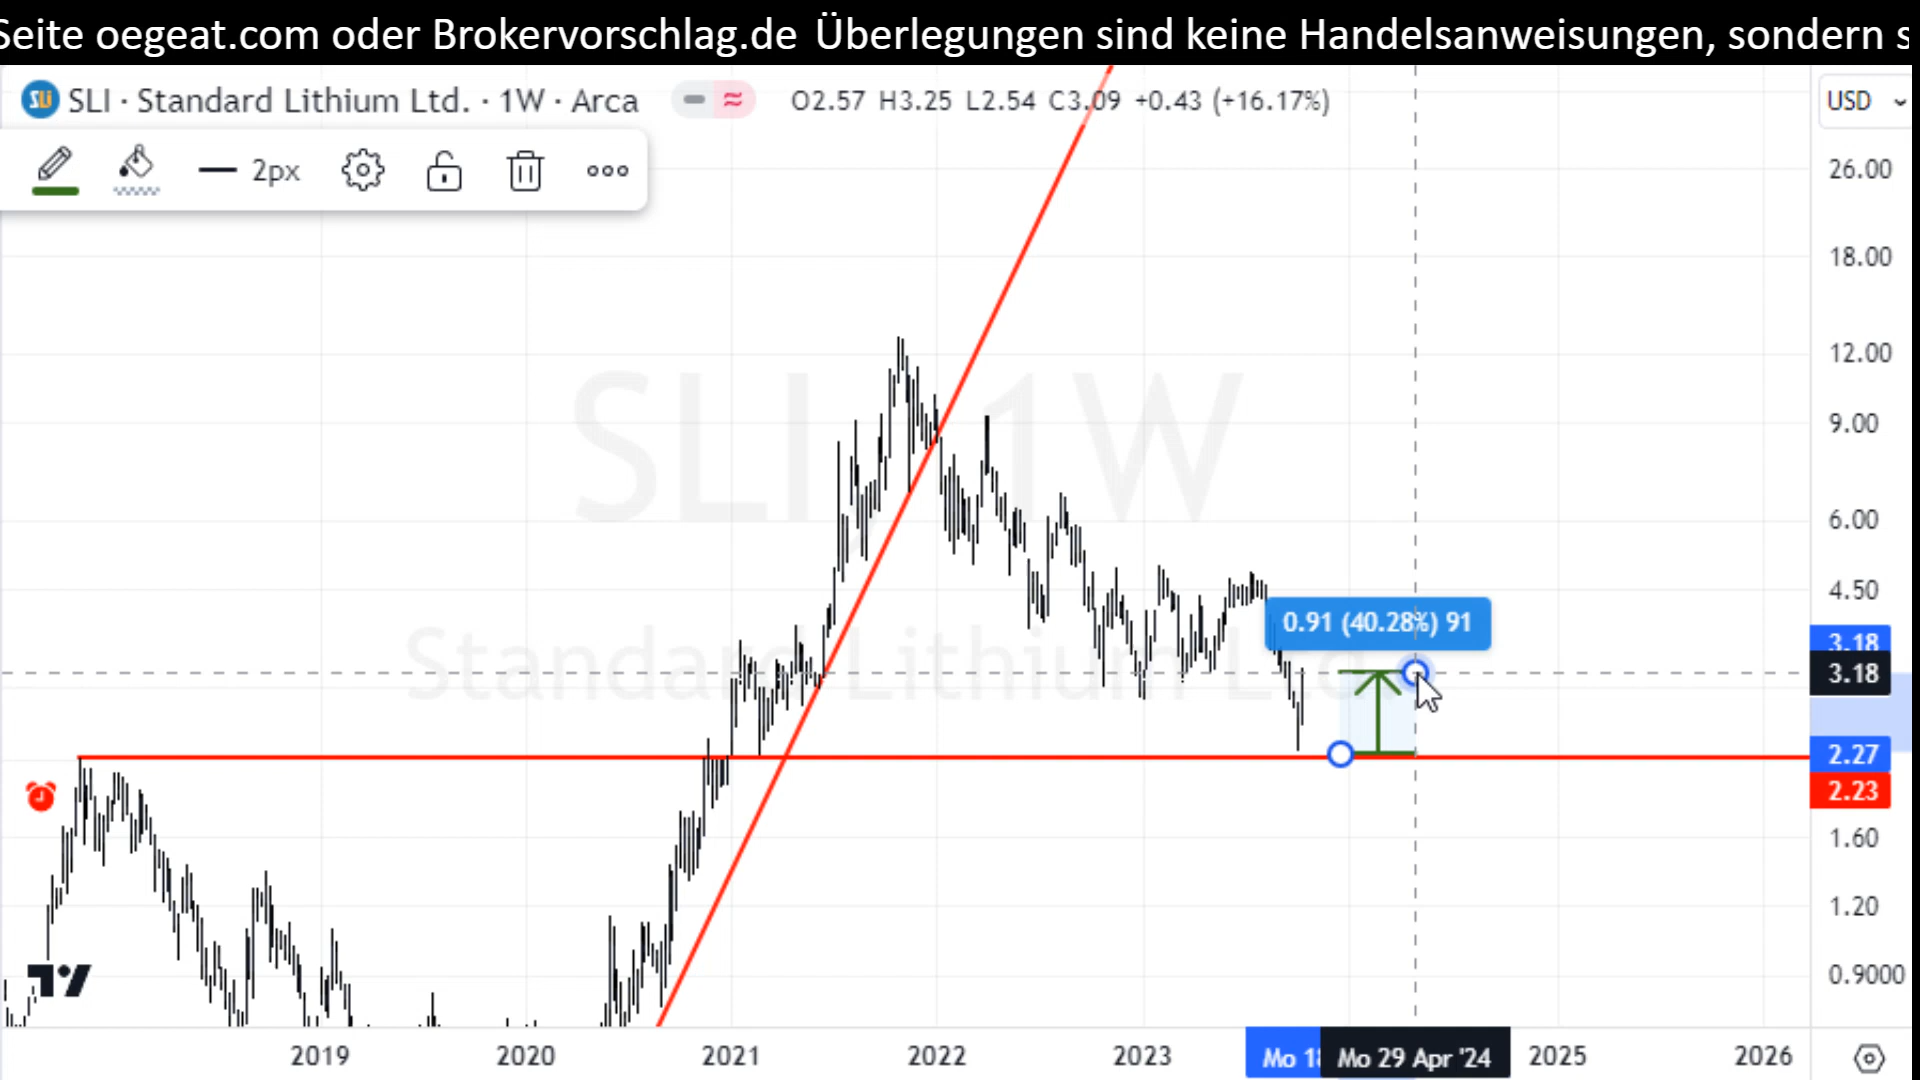 Seite oegeat.com oder Brokervorschlag.de Überlegungen sind keine Handelsanweisungen, sondern s
SLI · Standard Lithium Ltd. · 1W · Arca
O2.57 H3.25 L2.54 C3.09 +0.43 (+16.17%)
USD
2px
26.00
18.00
12.00
9.00
6.00
4.50
SLI, 1W
Standard Lithium Ltd.
0.91 (40.28%) 91
3.18
3.18
2.27
2.23
1.60
1.20
0.9000
2019
2020
2021
2022
2023
Mo 18
Mo 29 Apr '24
2025
2026